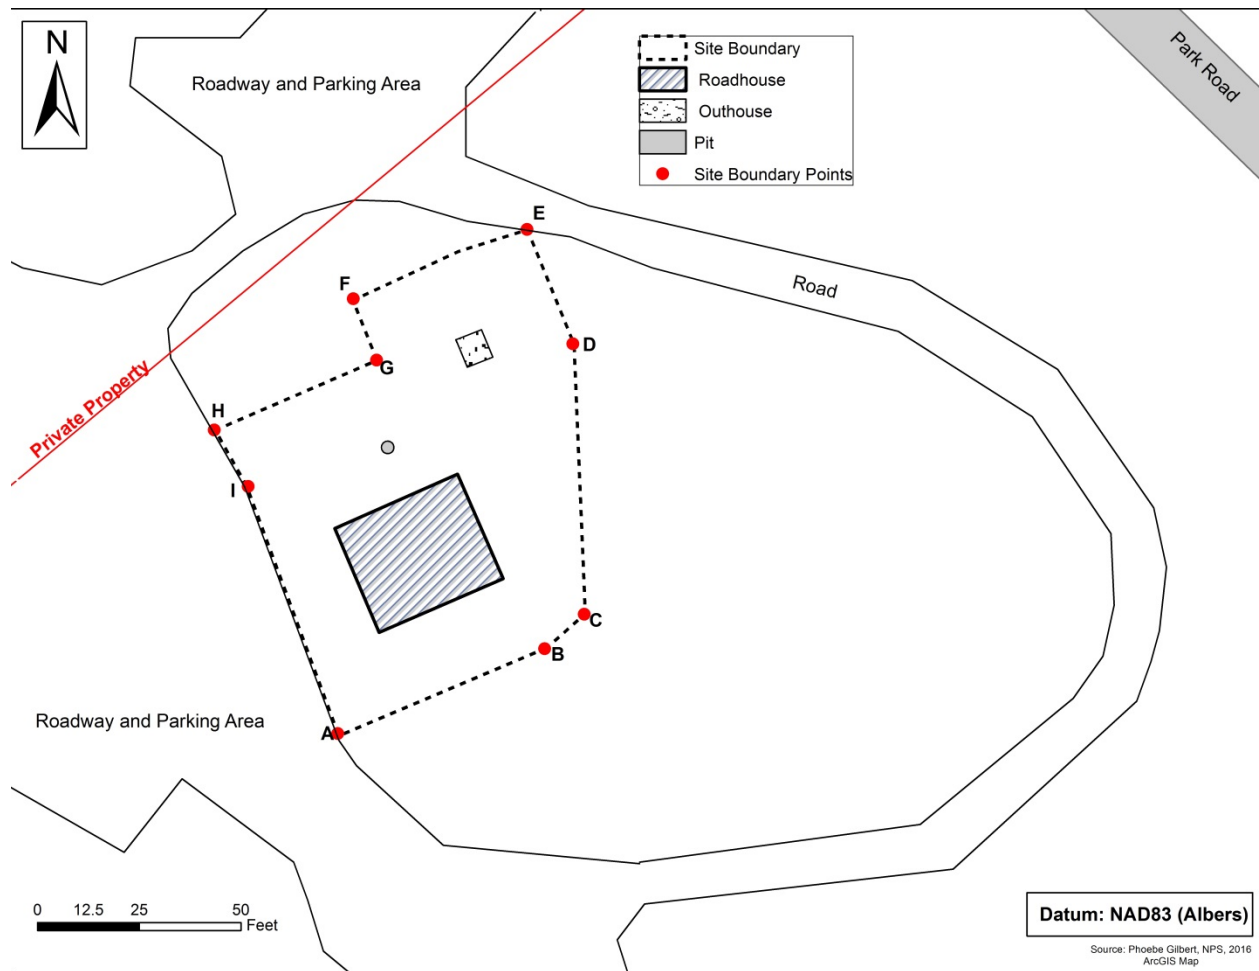 N
Roadway and Parking Area
Site Boundary
Roadhouse
Outhouse
Pit
Site Boundary Points
Park Road
E
Road
F
D
G
Private Property
H
I
C
B
Roadway and Parking Area
A
0 12.5 25 50
Feet
Datum: NAD83 (Albers)
Source: Phoebe Gilbert, NPS, 2016
ArcGIS Map